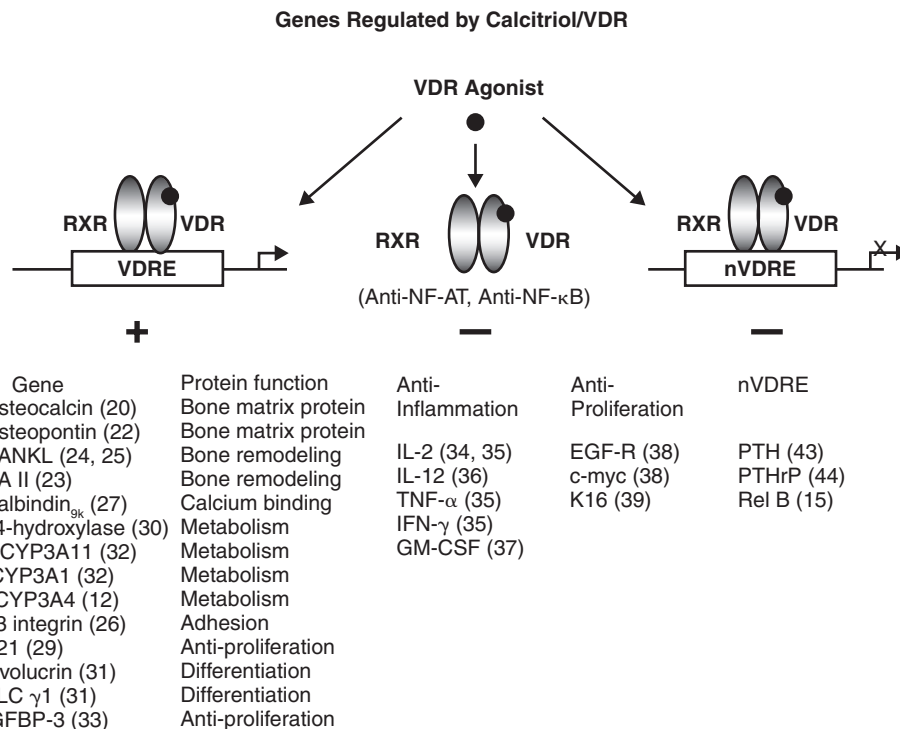 Genes Regulated by Calcitriol/VDR
VDR Agonist
RXR VDR
VDRE
RXR VDR
(Anti-NF-AT, Anti-NF-κB)
RXR VDR
nVDRE
X
+ — —
Gene Protein function
steocalcin (20) Bone matrix protein
steopontin (22) Bone matrix protein
ANKL (24, 25) Bone remodeling
A II (23) Bone remodeling
albindin9k (27) Calcium binding
4-hydroxylase (30) Metabolism
CYP3A11 (32) Metabolism
CYP3A1 (32) Metabolism
CYP3A4 (12) Metabolism
3 integrin (26) Adhesion
21 (29) Anti-proliferation
volucrin (31) Differentiation
LC γ1 (31) Differentiation
GFBP-3 (33) Anti-proliferation
Anti-
Inflammation
IL-2 (34, 35)
IL-12 (36)
TNF-α (35)
IFN-γ (35)
GM-CSF (37)
Anti-
Proliferation
EGF-R (38)
c-myc (38)
K16 (39)
nVDRE
PTH (43)
PTHrP (44)
Rel B (15)